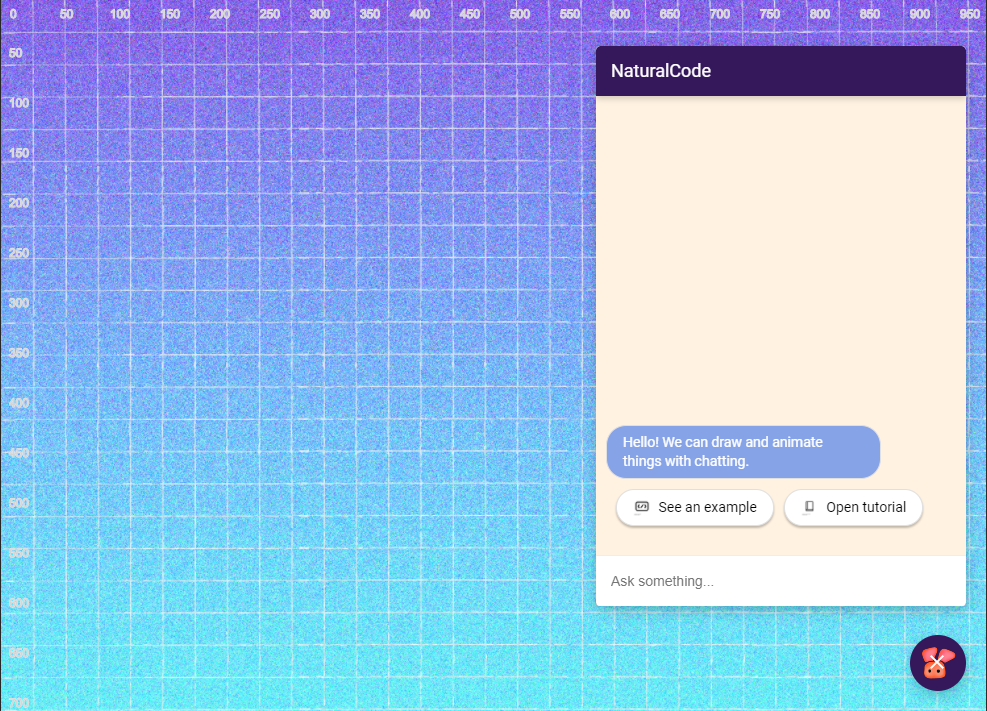 0 50 100 150 200 250 300 350 400 450 500 550 600 650 700 750 800 850 900 950
50
100
150
200
250
300
350
400
450
500
550
600
650
700
NaturalCode
Hello! We can draw and animate
things with chatting.
See an example Open tutorial
Ask something...